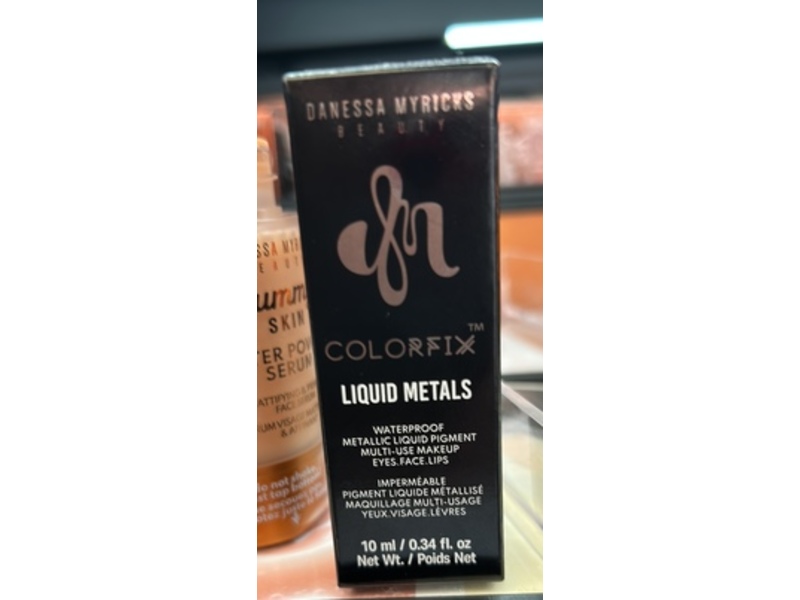 DANESSA MYRICKS
BEAUTY
COLORFIX™
LIQUID METALS
WATERPROOF
METALLIC LIQUID PIGMENT
MULTI-USE MAKEUP
EYES.FACE.LIPS
IMPERMÉABLE
PIGMENT LIQUIDE MÉTALLISÉ
MAQUILLAGE MULTI-USAGE
YEUX.VISAGE.LÈVRES
10 ml / 0.34 fl. oz
Net Wt. / Poids Net
SKIN
SERUM